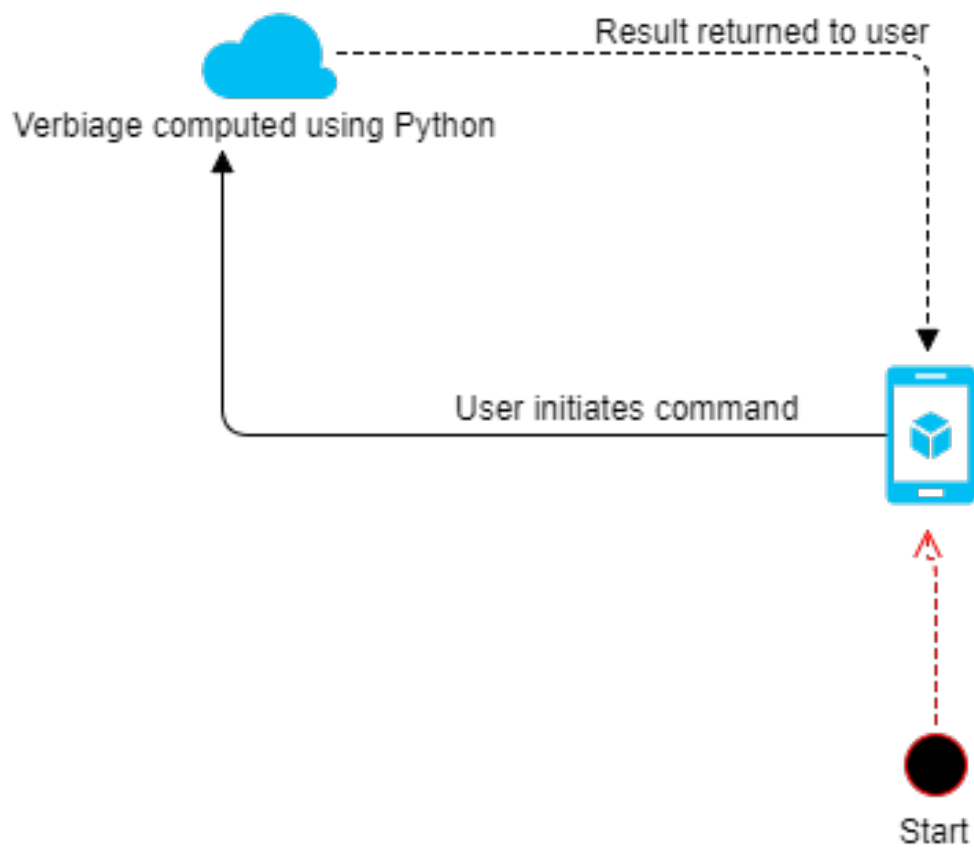 Result returned to user
Verbiage computed using Python
User initiates command
Start